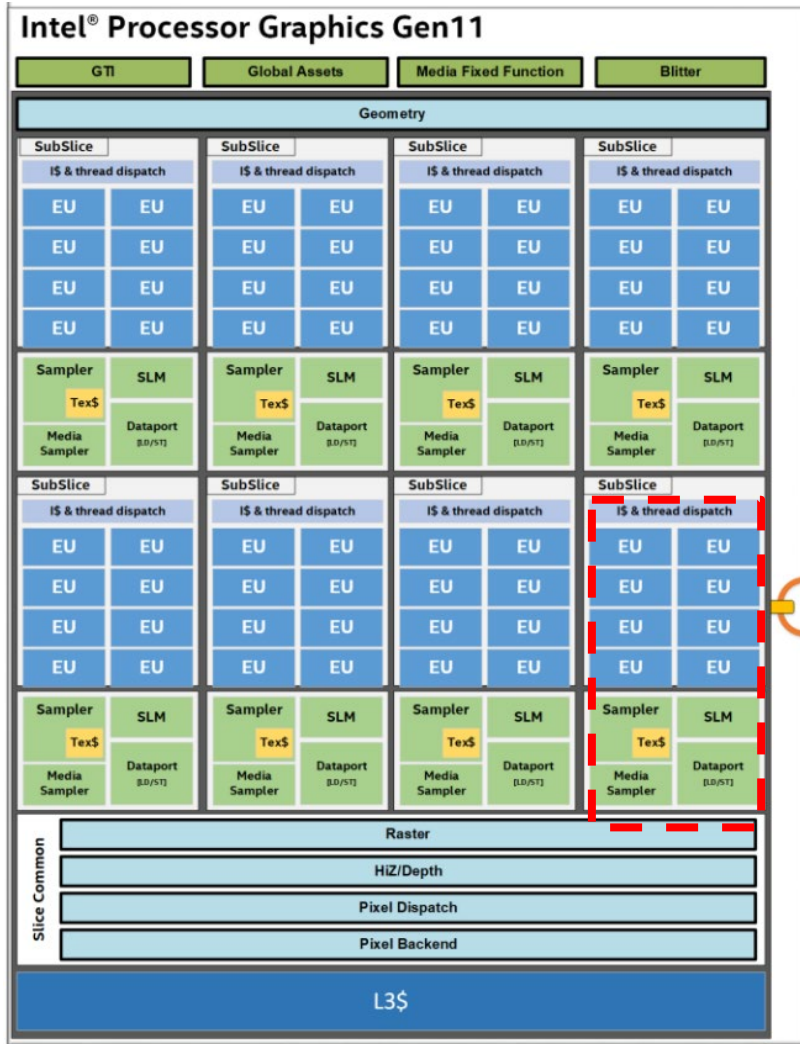 Intel® Processor Graphics Gen11
GTI Global Assets Media Fixed Function Blitter
Geometry
SubSlice SubSlice SubSlice SubSlice
I$ & thread dispatch I$ & thread dispatch I$ & thread dispatch I$ & thread dispatch
EU EU EU EU EU EU EU EU
EU EU EU EU EU EU EU EU
EU EU EU EU EU EU EU EU
EU EU EU EU EU EU EU EU
Sampler SLM Sampler SLM Sampler SLM Sampler SLM
Tex$ Tex$ Tex$ Tex$
Media Sampler Dataport [LD/ST] Media Sampler Dataport [LD/ST] Media Sampler Dataport [LD/ST] Media Sampler Dataport [LD/ST]
SubSlice SubSlice SubSlice SubSlice
I$ & thread dispatch I$ & thread dispatch I$ & thread dispatch I$ & thread dispatch
EU EU EU EU EU EU EU EU
EU EU EU EU EU EU EU EU
EU EU EU EU EU EU EU EU
EU EU EU EU EU EU EU EU
Sampler SLM Sampler SLM Sampler SLM Sampler SLM
Tex$ Tex$ Tex$ Tex$
Media Sampler Dataport [LD/ST] Media Sampler Dataport [LD/ST] Media Sampler Dataport [LD/ST] Media Sampler Dataport [LD/ST]
Slice Common
Raster
HiZ/Depth
Pixel Dispatch
Pixel Backend
L3$